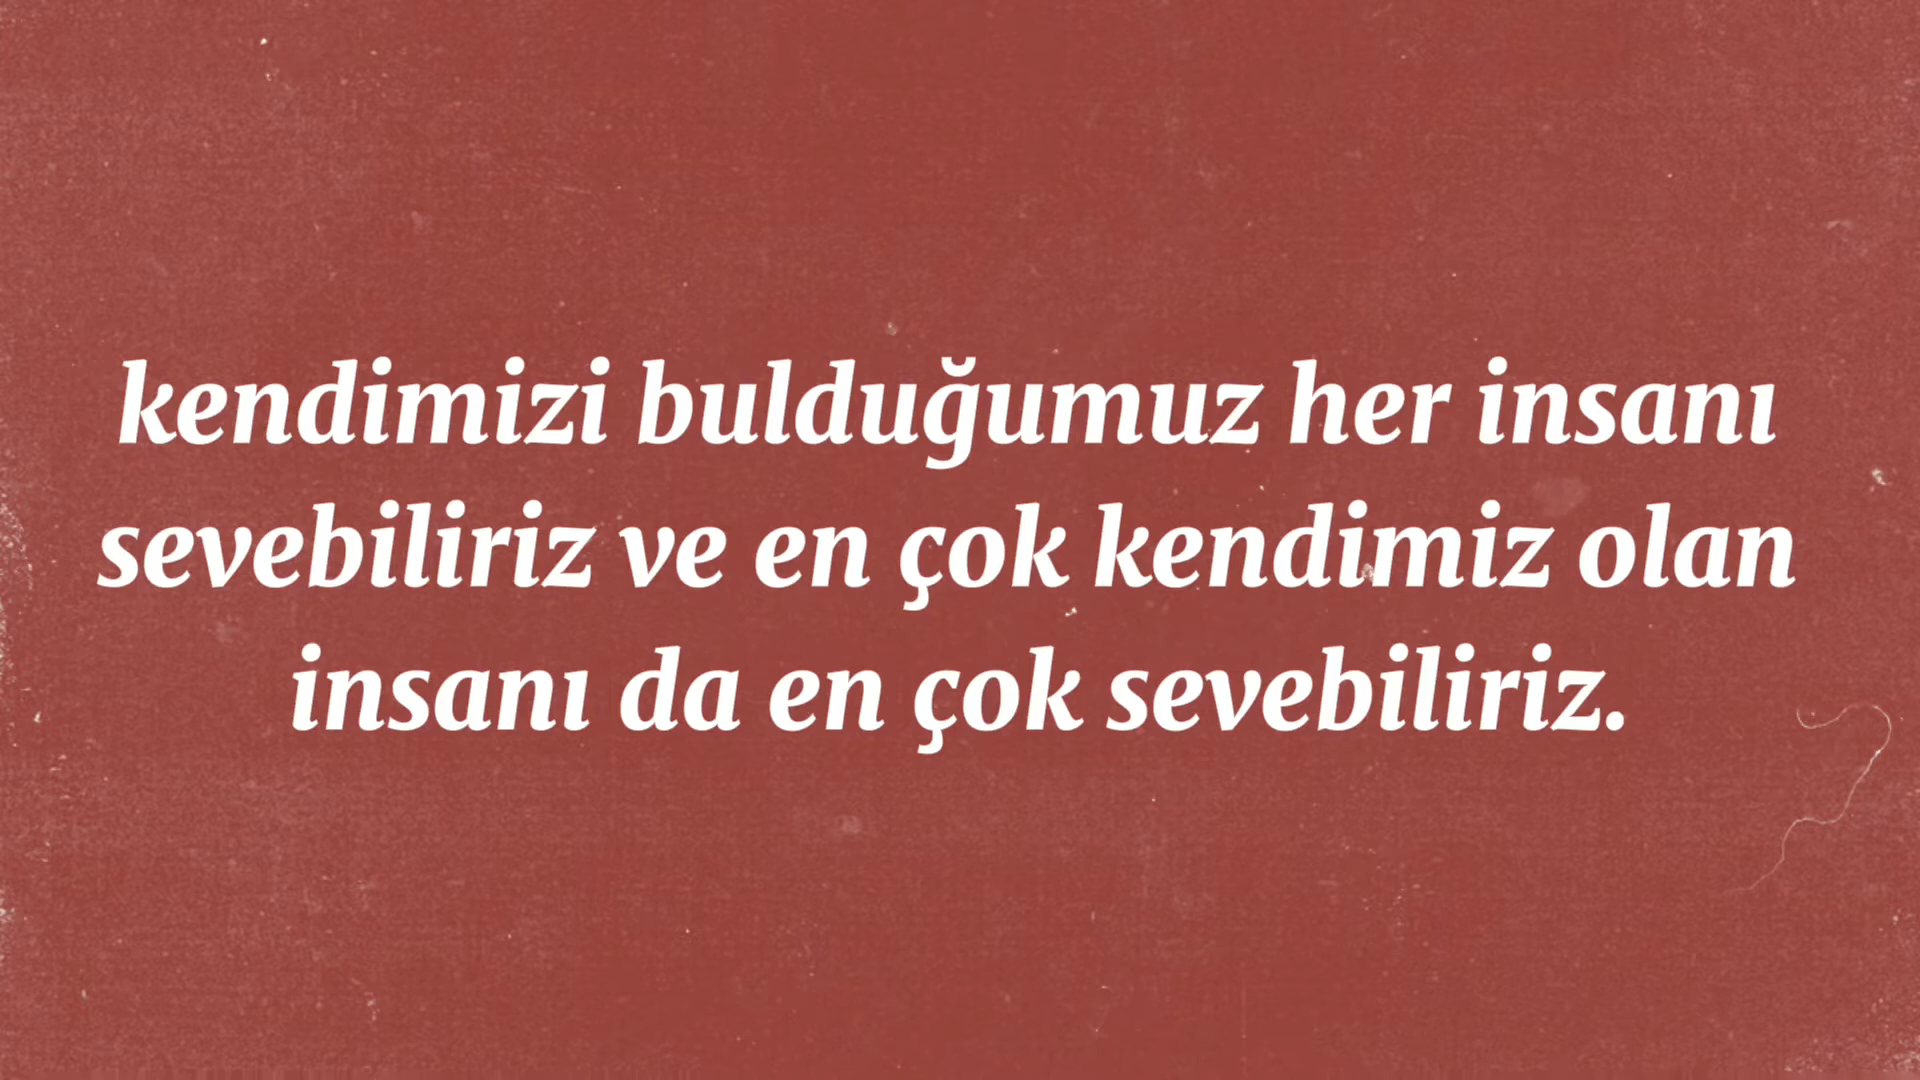 kendimizi bulduğumuz her insanı
sevebiliriz ve en çok kendimiz olan
insanı da en çok sevebiliriz.